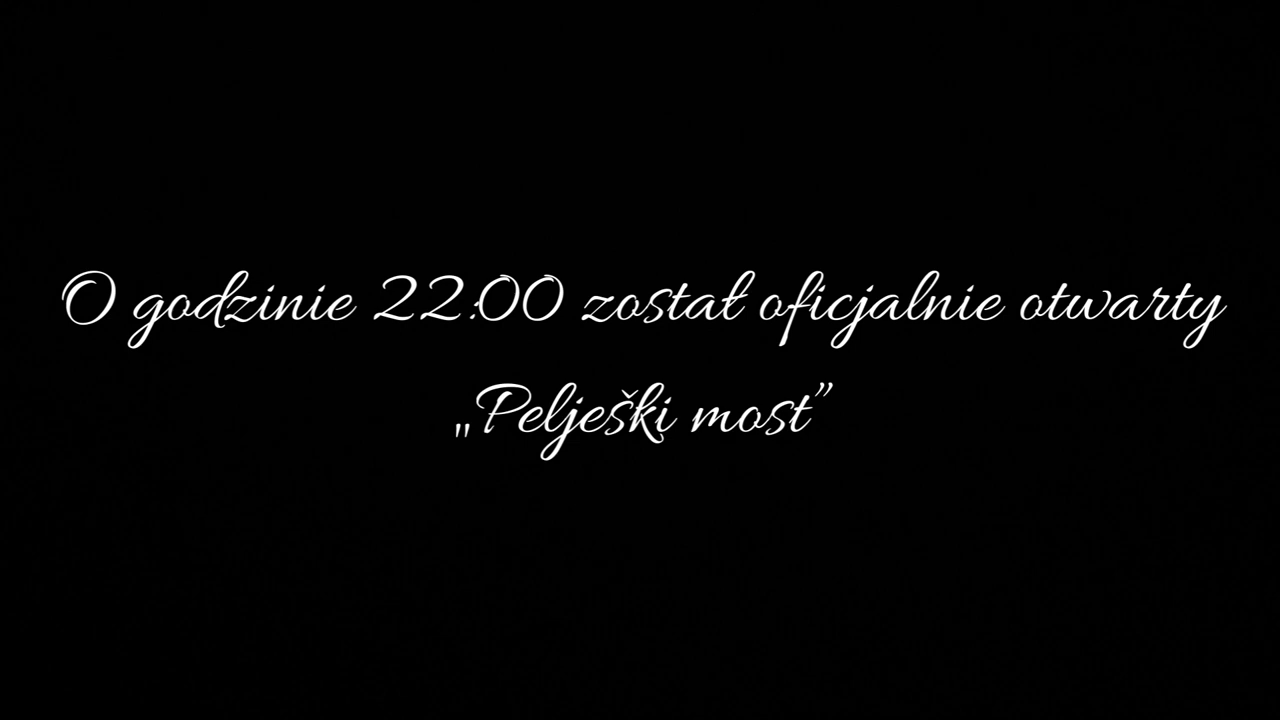 O godzinie 22:00 został oficjalnie otwarty
„Pelješki most”